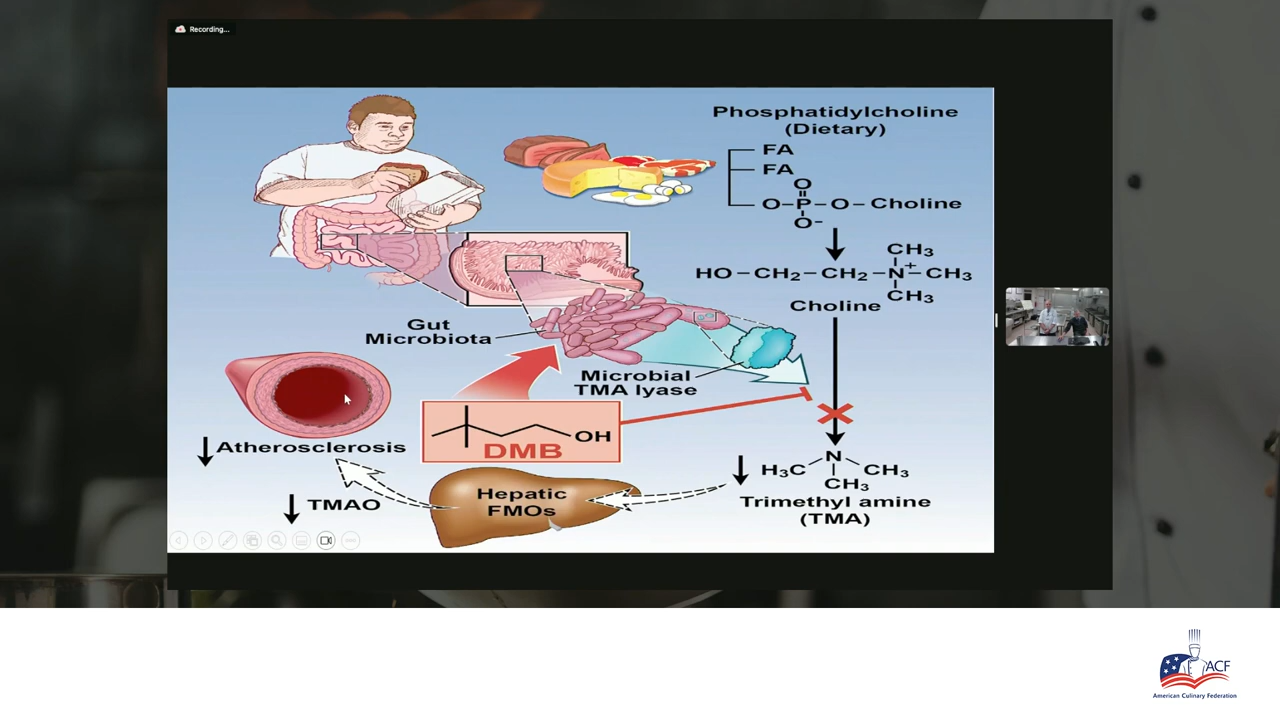 Recording...
Phosphatidylcholine
(Dietary)
FA
FA
O
O–P–O–Choline
O-
CH3
+
HO–CH2–CH2–N–CH3
CH3
Choline
Gut
Microbiota
Microbial
TMA lyase
OH
DMB
Atherosclerosis
TMAO
Hepatic
FMOs
N
H3C CH3
CH3
Trimethyl amine
(TMA)
ACF
American Culinary Federation